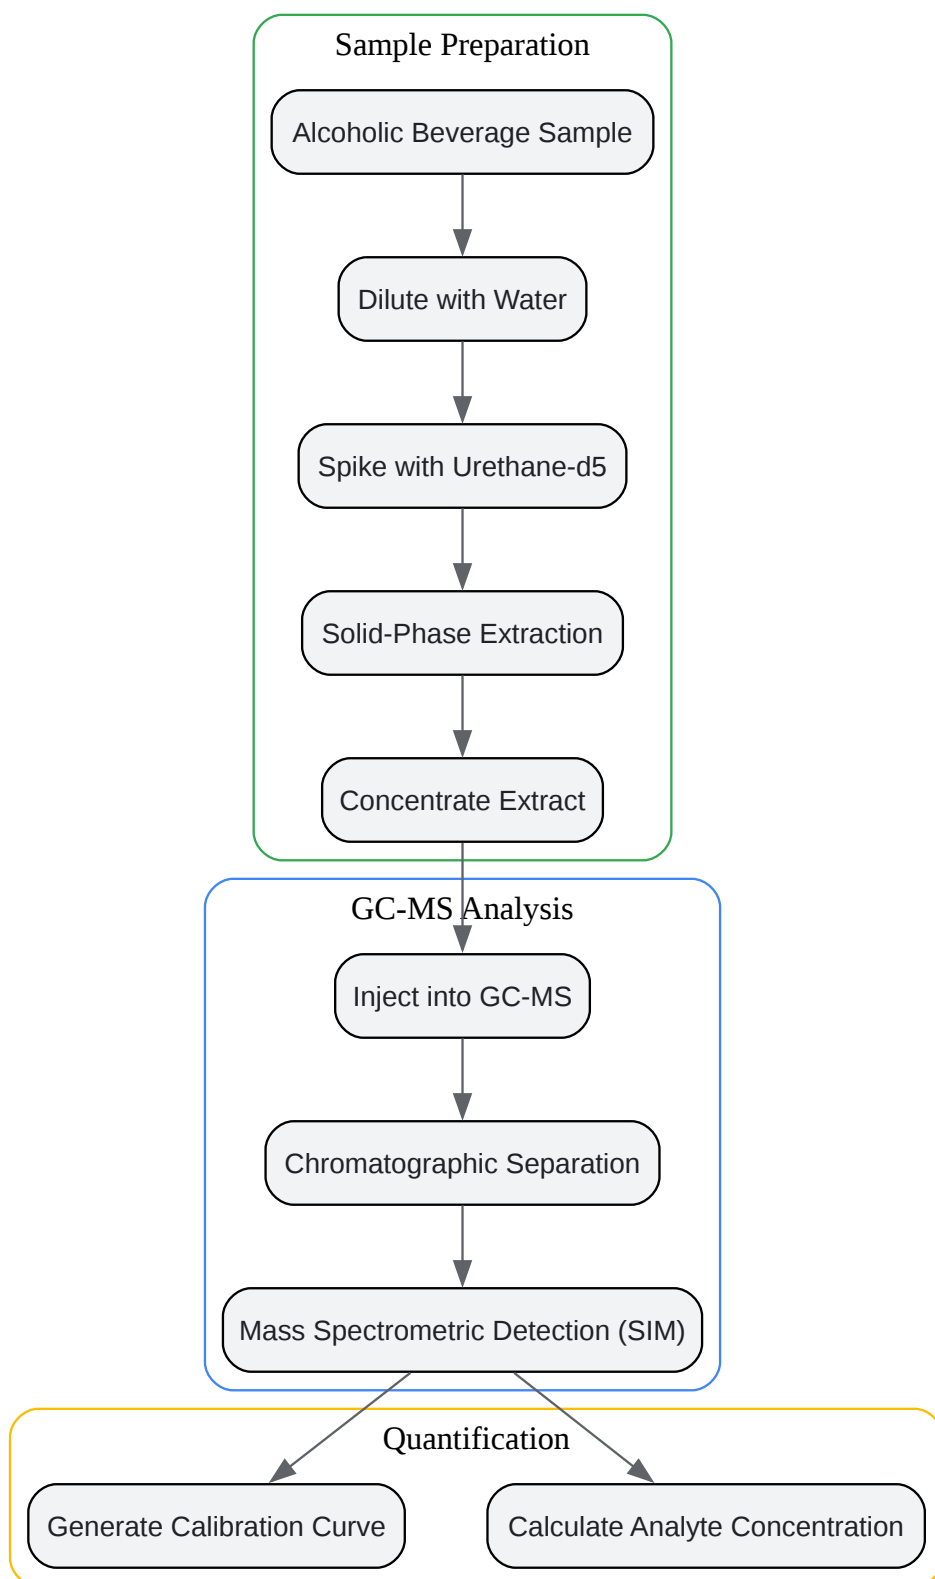 Sample Preparation
Alcoholic Beverage Sample
Dilute with Water
Spike with Urethane-d5
Solid-Phase Extraction
Concentrate Extract
GC-MS Analysis
Inject into GC-MS
Chromatographic Separation
Mass Spectrometric Detection (SIM)
Quantification
Generate Calibration Curve
Calculate Analyte Concentration